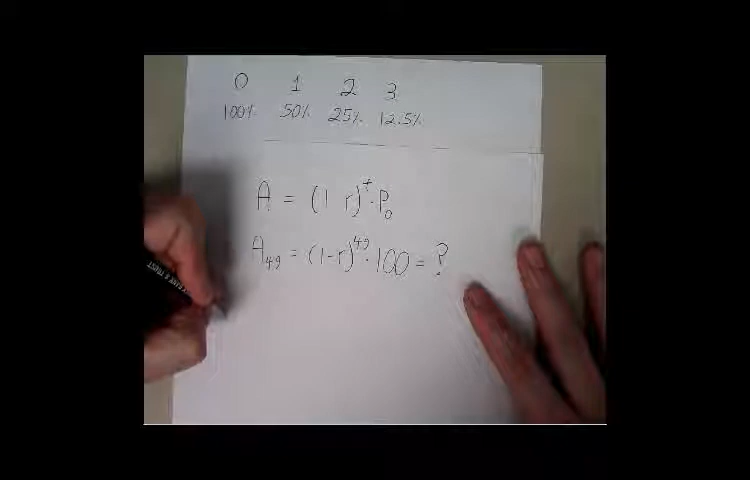 0 1 2 3
100% 50% 25% 12.5%
A = (1 r)^t · P₀
A₄₉ = (1-r)^49 · 100 = ?